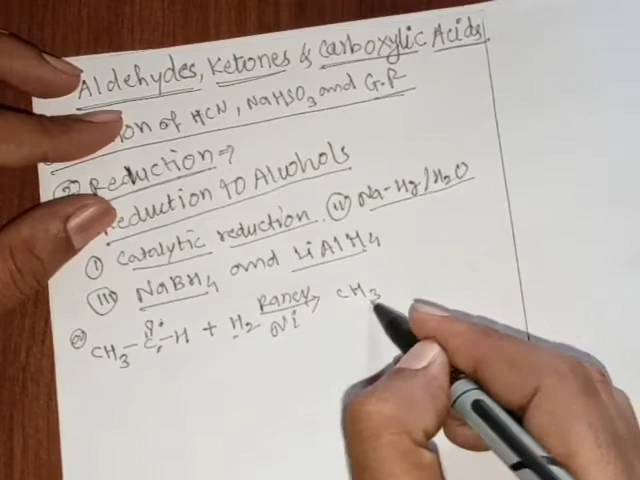 Aldehydes, Ketones & Carboxylic Acids
on of HCN, NaHSO3 and G.R
Reduction ⇒
Reduction to Alcohols
(i) Catalytic reduction (ii) Na-Hg/H2O
(iii) NaBH4 and LiAlH4
CH3-C-H + H2 Raney Ni → CH3